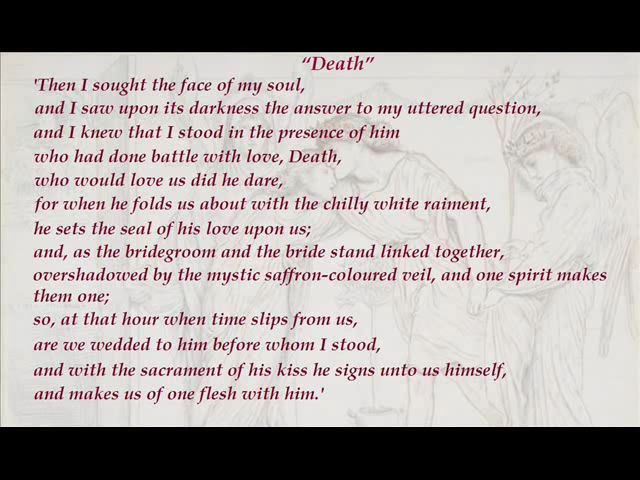 “Death”
'Then I sought the face of my soul,
and I saw upon its darkness the answer to my uttered question,
and I knew that I stood in the presence of him
who had done battle with love, Death,
who would love us did he dare,
for when he folds us about with the chilly white raiment,
he sets the seal of his love upon us;
and, as the bridegroom and the bride stand linked together,
overshadowed by the mystic saffron-coloured veil, and one spirit makes
them one;
so, at that hour when time slips from us,
are we wedded to him before whom I stood,
and with the sacrament of his kiss he signs unto us himself,
and makes us of one flesh with him.'